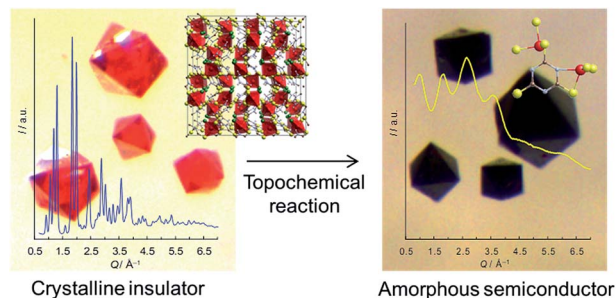 I / a.u.
0.5 1.5 2.5 3.5 4.5 5.5 6.5
Q/ Å⁻¹
Crystalline insulator
Topochemical
reaction
I / a.u.
0.5 1.5 2.5 3.5 4.5 5.5 6.5
Q/ Å⁻¹
Amorphous semiconductor